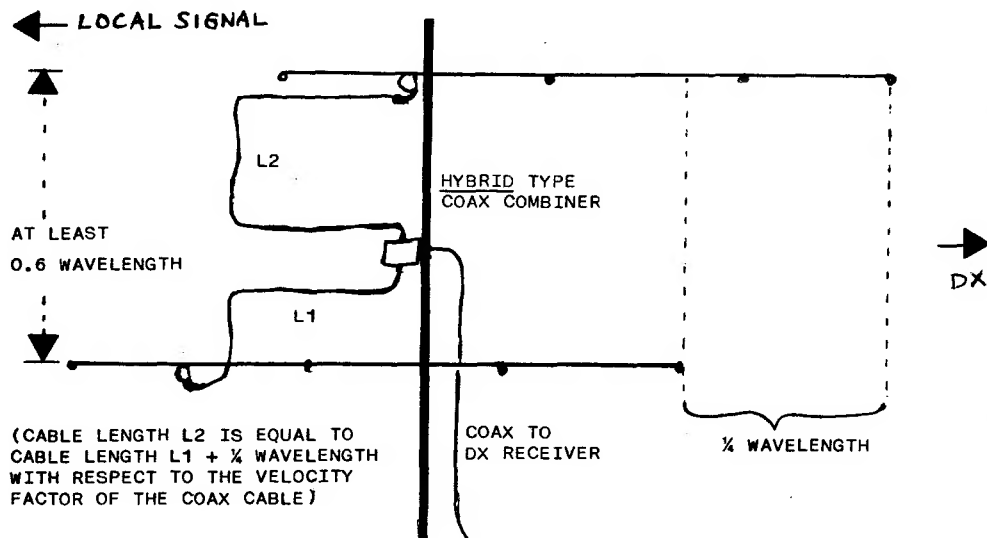 LOCAL SIGNAL
L2
HYBRID TYPE
COAX COMBINER
AT LEAST
0.6 WAVELENGTH
DX
L1
(CABLE LENGTH L2 IS EQUAL TO
CABLE LENGTH L1 + ¼ WAVELENGTH
WITH RESPECT TO THE VELOCITY
FACTOR OF THE COAX CABLE)
COAX TO
DX RECEIVER
¼ WAVELENGTH